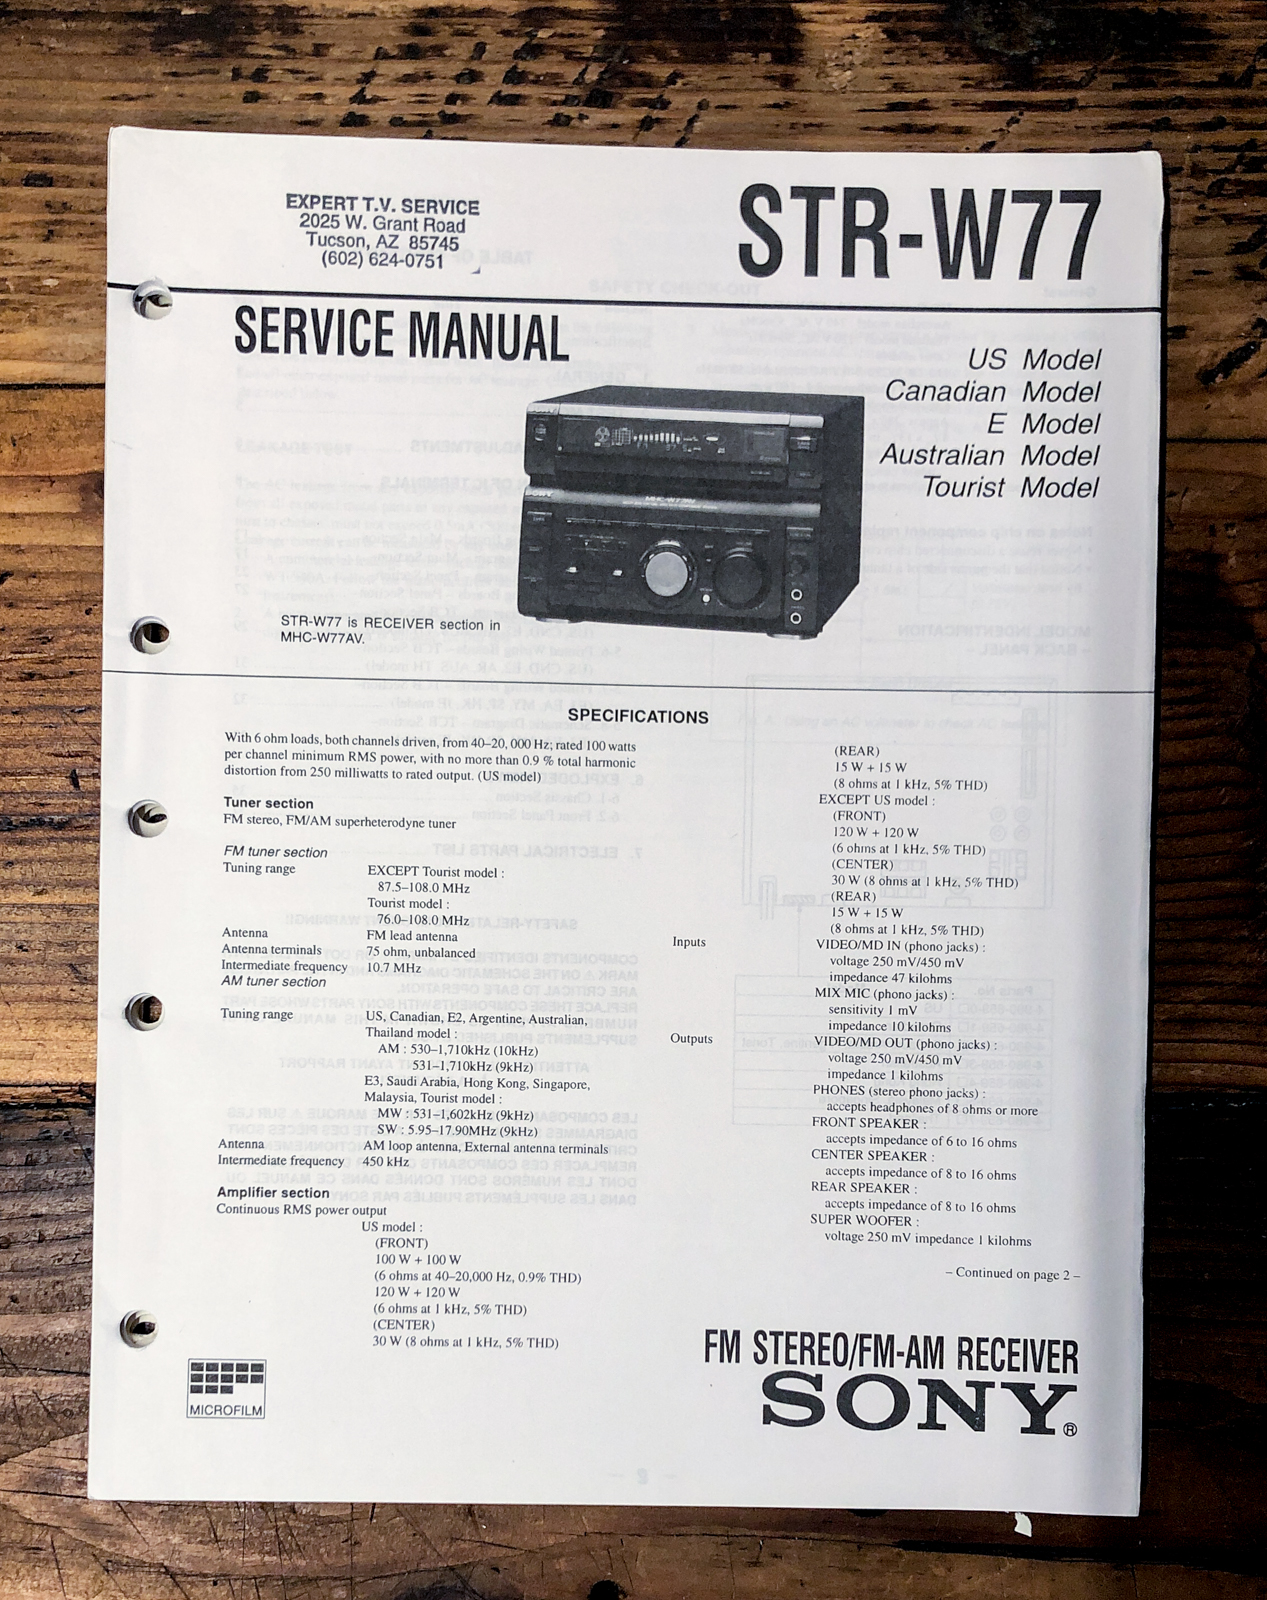 EXPERT T.V. SERVICE
2025 W. Grant Road
Tucson, AZ 85745
(602) 624-0751
STR-W77
SERVICE MANUAL
US Model
Canadian Model
E Model
Australian Model
Tourist Model
SONY
STR-W77 is RECEIVER section in
MHC-W77AV.
SPECIFICATIONS
With 6 ohm loads, both channels driven, from 40–20, 000 Hz; rated 100 watts
per channel minimum RMS power, with no more than 0.9 % total harmonic
distortion from 250 milliwatts to rated output. (US model)
Tuner section
FM stereo, FM/AM superheterodyne tuner
FM tuner section
Tuning range EXCEPT Tourist model :
87.5–108.0 MHz
Tourist model :
76.0–108.0 MHz
Antenna FM lead antenna
Antenna terminals 75 ohm, unbalanced
Intermediate frequency 10.7 MHz
AM tuner section
Tuning range US, Canadian, E2, Argentine, Australian,
Thailand model :
AM : 530–1,710kHz (10kHz)
531–1,710kHz (9kHz)
E3, Saudi Arabia, Hong Kong, Singapore,
Malaysia, Tourist model :
MW : 531–1,602kHz (9kHz)
SW : 5.95–17.90MHz (9kHz)
Antenna AM loop antenna, External antenna terminals
Intermediate frequency 450 kHz
Amplifier section
Continuous RMS power output
US model :
(FRONT)
100 W + 100 W
(6 ohms at 40–20,000 Hz, 0.9% THD)
120 W + 120 W
(6 ohms at 1 kHz, 5% THD)
(CENTER)
30 W (8 ohms at 1 kHz, 5% THD)
(REAR)
15 W + 15 W
(8 ohms at 1 kHz, 5% THD)
EXCEPT US model :
(FRONT)
120 W + 120 W
(6 ohms at 1 kHz, 5% THD)
(CENTER)
30 W (8 ohms at 1 kHz, 5% THD)
(REAR)
15 W + 15 W
(8 ohms at 1 kHz, 5% THD)
Inputs VIDEO/MD IN (phono jacks) :
voltage 250 mV/450 mV
impedance 47 kilohms
MIX MIC (phono jacks) :
sensitivity 1 mV
impedance 10 kilohms
Outputs VIDEO/MD OUT (phono jacks) :
voltage 250 mV/450 mV
impedance 1 kilohms
PHONES (stereo phono jacks) :
accepts headphones of 8 ohms or more
FRONT SPEAKER :
accepts impedance of 6 to 16 ohms
CENTER SPEAKER :
accepts impedance of 8 to 16 ohms
REAR SPEAKER :
accepts impedance of 8 to 16 ohms
SUPER WOOFER :
voltage 250 mV impedance 1 kilohms
– Continued on page 2 –
MICROFILM
FM STEREO/FM-AM RECEIVER
SONY®